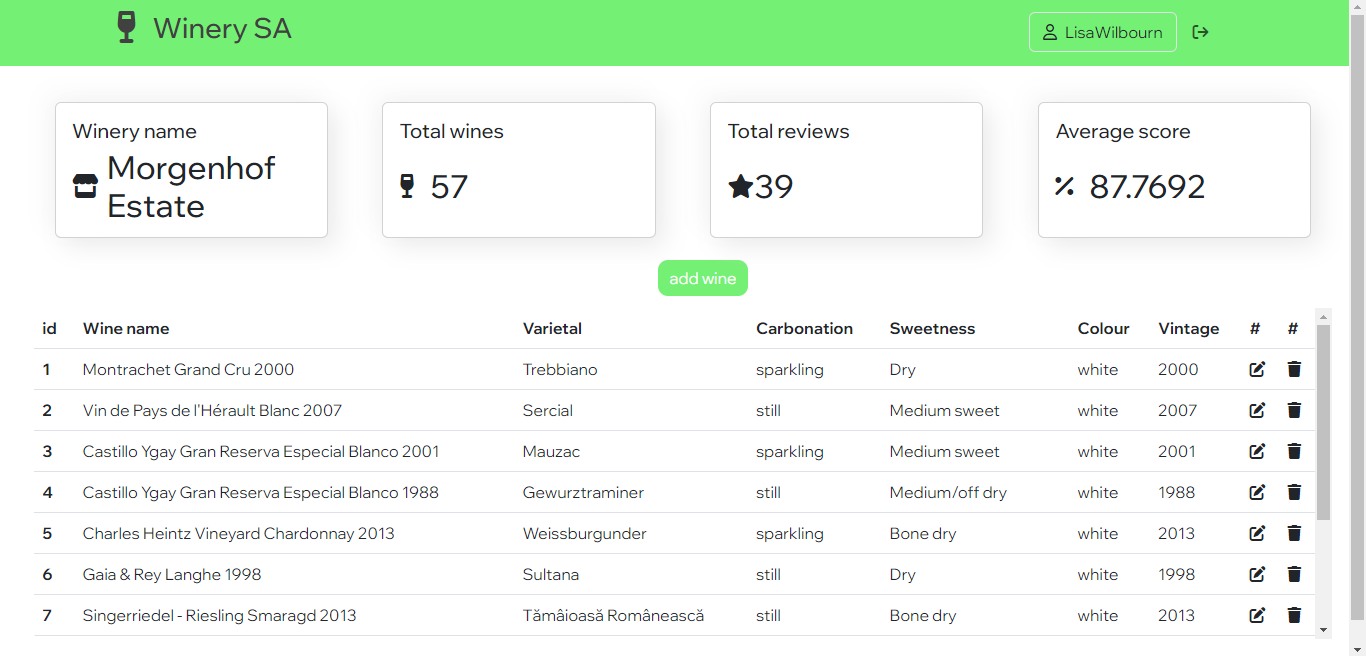 Winery SA
LisaWilbourn
Winery name
Morgenhof
Estate
Total wines
57
Total reviews
39
Average score
87.7692
add wine
id Wine name Varietal Carbonation Sweetness Colour Vintage # #
1 Montrachet Grand Cru 2000 Trebbiano sparkling Dry white 2000
2 Vin de Pays de l'Hérault Blanc 2007 Sercial still Medium sweet white 2007
3 Castillo Ygay Gran Reserva Especial Blanco 2001 Mauzac sparkling Medium sweet white 2001
4 Castillo Ygay Gran Reserva Especial Blanco 1988 Gewurztraminer still Medium/off dry white 1988
5 Charles Heintz Vineyard Chardonnay 2013 Weissburgunder sparkling Bone dry white 2013
6 Gaia & Rey Langhe 1998 Sultana still Dry white 1998
7 Singerriedel - Riesling Smaragd 2013 Tămâioasă Românească still Bone dry white 2013